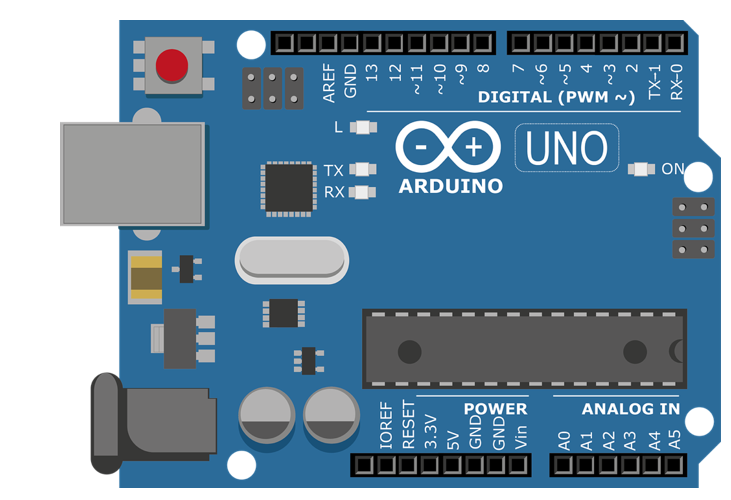 AREF
GND
13
12
~11
~10
~9
8
7
~6
~5
4
~3
2
TX-1
RX-0
DIGITAL (PWM ~)
L
TX
RX
- +
ARDUINO
UNO
ON
POWER
ANALOG IN
IOREF
RESET
3.3V
5V
GND
GND
Vin
A0
A1
A2
A3
A4
A5